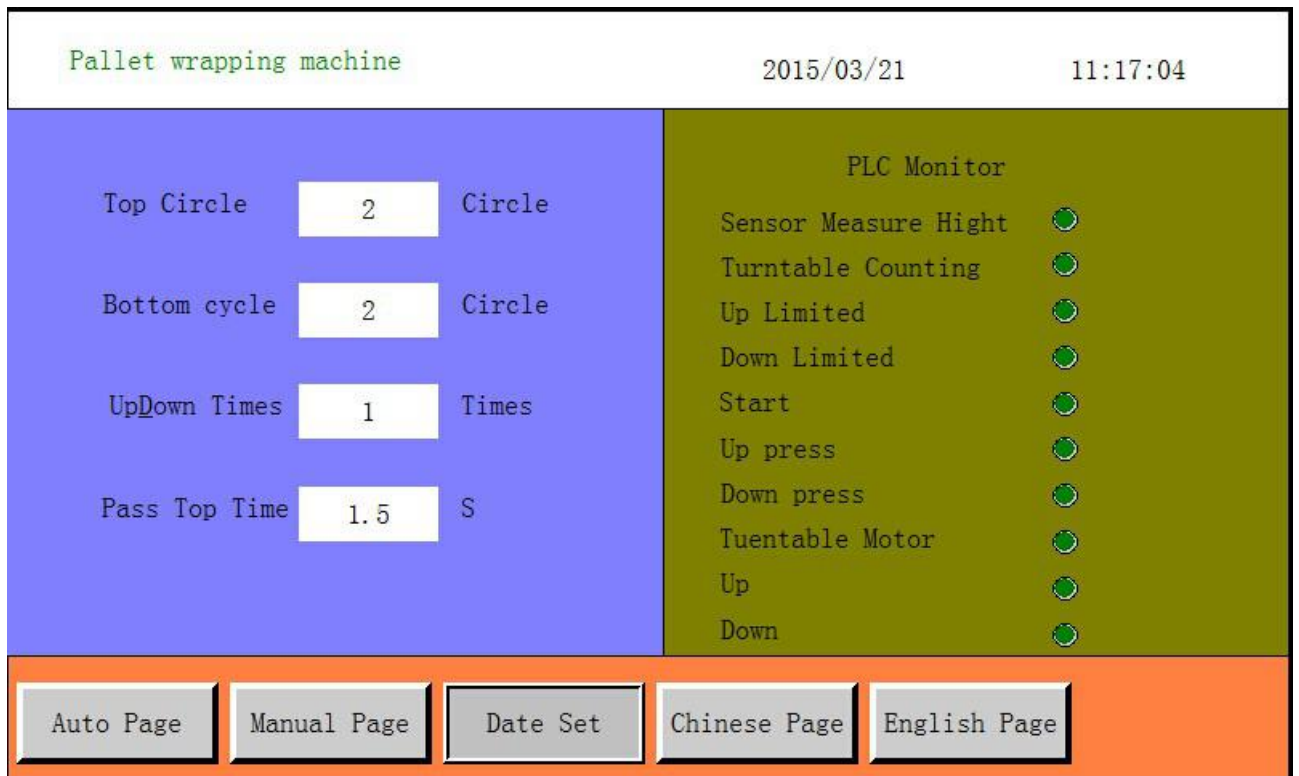 Pallet wrapping machine 2015/03/21 11:17:04
Top Circle 2 Circle
Bottom cycle 2 Circle
UpDown Times 1 Times
Pass Top Time 1.5 S
PLC Monitor
Sensor Measure Hight
Turntable Counting
Up Limited
Down Limited
Start
Up press
Down press
Tuentable Motor
Up
Down
Auto Page Manual Page Date Set Chinese Page English Page